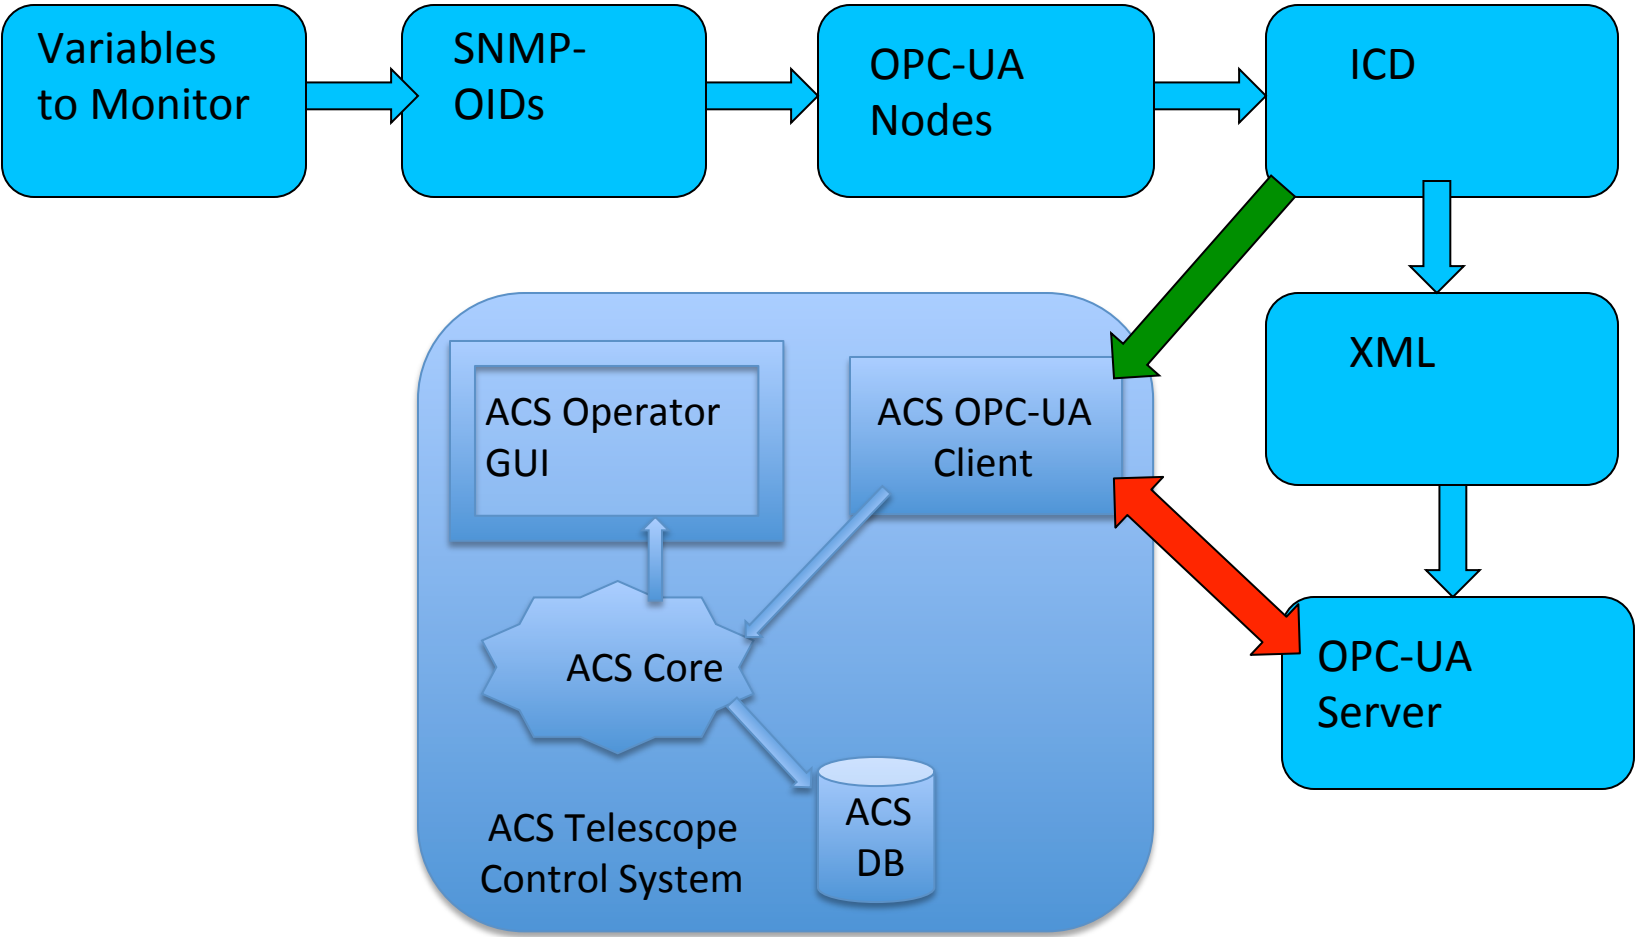 Variables
to Monitor
SNMP-
OIDs
OPC-UA
Nodes
ICD
XML
ACS Operator
GUI
ACS OPC-UA
Client
ACS Core
OPC-UA
Server
ACS Telescope
Control System
ACS
DB